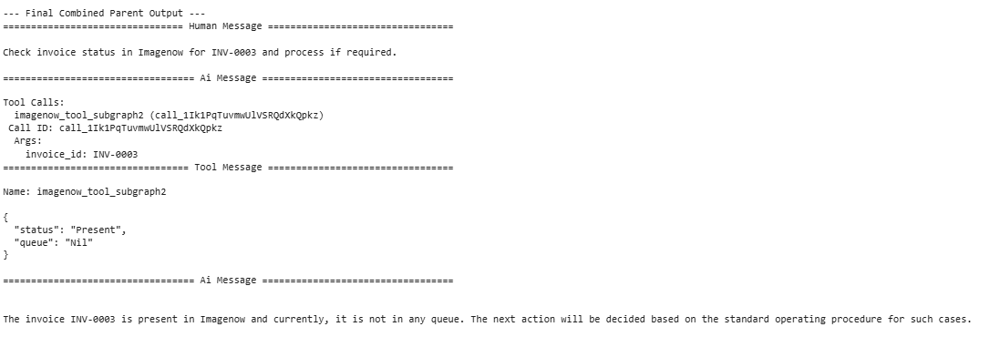 --- Final Combined Parent Output ---
================================ Human Message =================================
Check invoice status in Imagenow for INV-0003 and process if required.
================================== Ai Message ==================================
Tool Calls:
imagenow_tool_subgraph2 (call_1Ik1PqTuvmwUlVSRQdXkQpkz)
Call ID: call_1Ik1PqTuvmwUlVSRQdXkQpkz
Args:
invoice_id: INV-0003
================================= Tool Message =================================
Name: imagenow_tool_subgraph2
{
"status": "Present",
"queue": "Nil"
}
================================== Ai Message ==================================
The invoice INV-0003 is present in Imagenow and currently, it is not in any queue. The next action will be decided based on the standard operating procedure for such cases.